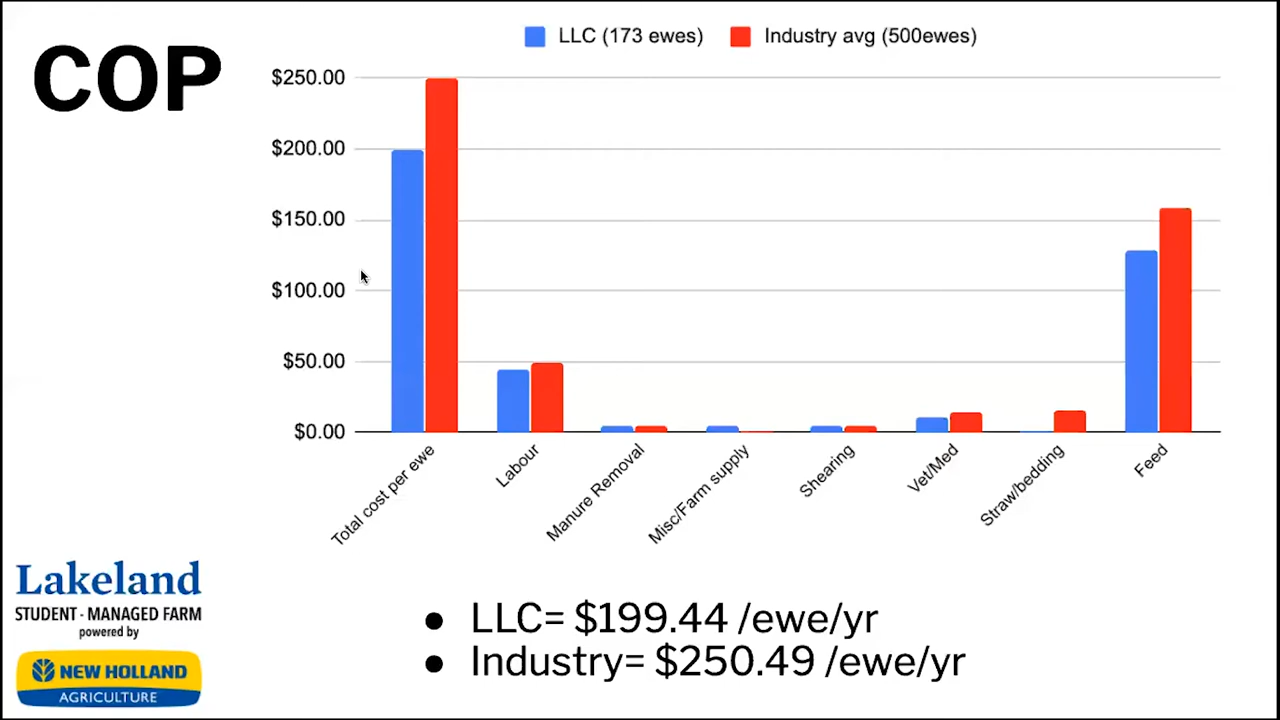 COP
LLC (173 ewes) Industry avg (500ewes)
$250.00
$200.00
$150.00
$100.00
$50.00
$0.00
Total cost per ewe
Labour
Manure Removal
Misc/Farm supply
Shearing
Vet/Med
Straw/bedding
Feed
● LLC= $199.44 /ewe/yr
● Industry= $250.49 /ewe/yr
Lakeland
STUDENT - MANAGED FARM
powered by
NEW HOLLAND
AGRICULTURE